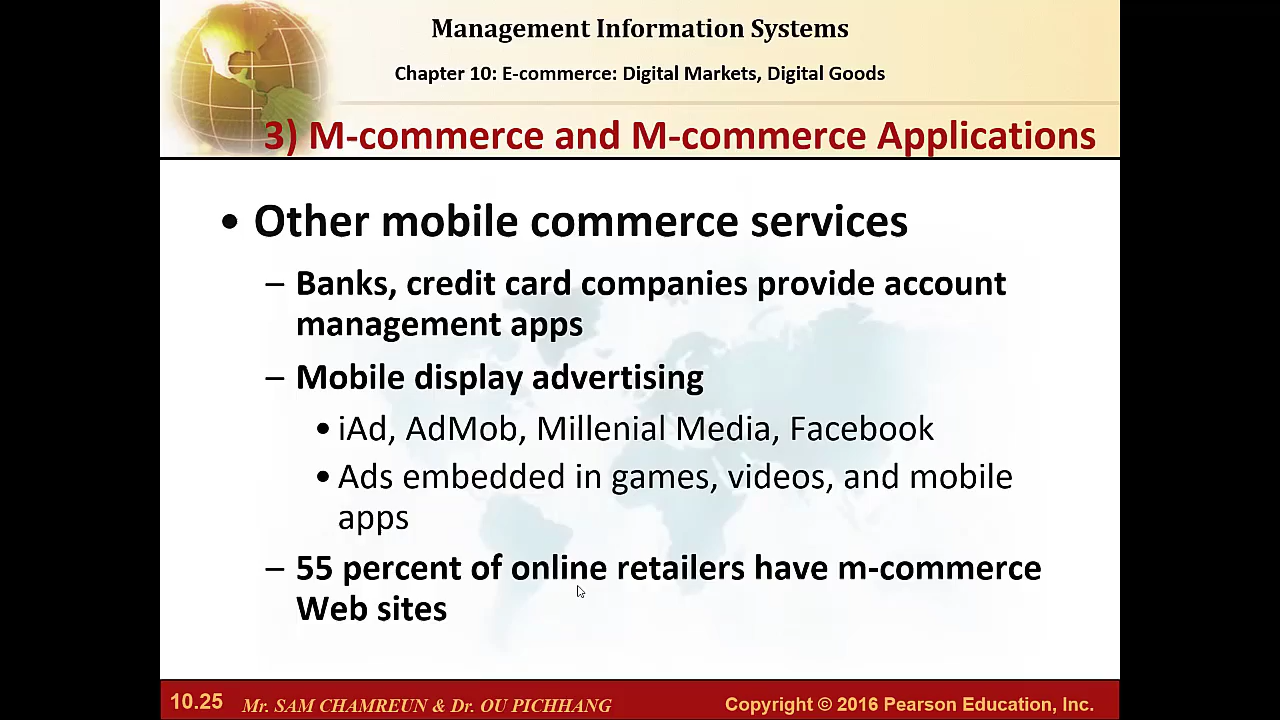 Management Information Systems
Chapter 10: E-commerce: Digital Markets, Digital Goods
3) M-commerce and M-commerce Applications
• Other mobile commerce services
– Banks, credit card companies provide account
management apps
– Mobile display advertising
• iAd, AdMob, Millenial Media, Facebook
• Ads embedded in games, videos, and mobile
apps
– 55 percent of online retailers have m-commerce
Web sites
10.25 Mr. SAM CHAMREUN & Dr. OU PICHHANG Copyright © 2016 Pearson Education, Inc.